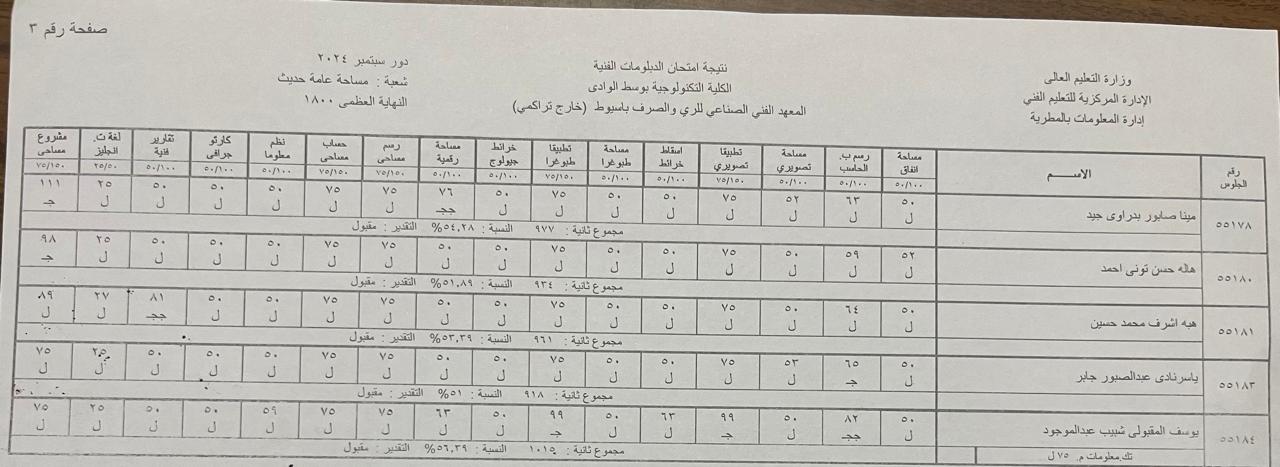 صفحة رقم ٣
وزارة التعليم العالى
الإدارة المركزية للتعليم الفني
إدارة المعلومات بالمطرية
نتيجة امتحان الدبلومات الفنية
الكلية التكنولوجية بوسط الوادى
المعهد الفني الصناعي للري والصرف باسيوط (خارج تراكمي)
دور سبتمبر ٢٠٢٤
شعبة : مساحة عامة حديث
النهاية العظمى ١٨٠٠
رقم الجلوس الاســـم مساحة انفاق رسم ب. الحاسب مساحة تصويري تطبيقا تصويري اسقاط خرائط مساحة طبوغرا تطبيقا طبوغرا خرائط جيولوج مساحة رقمية رسم مساحى حساب مساحى نظم معلوما كارتو جرافى تقارير فنية لغة ت. انجليز مشروع مساحى
٥٠/١٠٠ ٥٠/١٠٠ ٥٠/١٠٠ ٧٥/١٥٠ ٥٠/١٠٠ ٥٠/١٠٠ ٧٥/١٥٠ ٥٠/١٠٠ ٥٠/١٠٠ ٧٥/١٥٠ ٧٥/١٥٠ ٥٠/١٠٠ ٥٠/١٠٠ ٥٠/١٠٠ ٢٥/٥٠ ٧٥/١٥٠
٥٥١٧٨ مينا صابور بدراوى جيد ٥٠ ٦٣ ٥٢ ٧٥ ٥٠ ٥٠ ٧٥ ٥٠ ٧٦ ٧٥ ٧٥ ٥٠ ٥٠ ٥٠ ٢٥ ١١١
ل ل ل ل ل ل ل ل جج ل ل ل ل ل ل جـ
مجموع ثانية : ٩٧٧ النسبة : ٥٤,٢٨% التقدير : مقبول
٥٥١٨٠ هاله حسن تونى احمد ٥٢ ٥٩ ٥٠ ٧٥ ٥٠ ٥٠ ٧٥ ٥٠ ٥٠ ٧٥ ٧٥ ٥٠ ٥٠ ٥٠ ٢٥ ٩٨
ل ل ل ل ل ل ل ل ل ل ل ل ل ل ل جـ
مجموع ثانية : ٩٣٤ النسبة : ٥١,٨٩% التقدير : مقبول
٥٥١٨١ هبه اشرف محمد حسين ٥٠ ٦٤ ٥٠ ٧٥ ٥٠ ٥٠ ٧٥ ٥٠ ٥٠ ٧٥ ٧٥ ٥٠ ٥٠ ٨١ ٢٧ ٨٩
ل ل ل ل ل ل ل ل ل ل ل ل ل جج ل ل
مجموع ثانية : ٩٦١ النسبة : ٥٣,٣٩% التقدير : مقبول
٥٥١٨٣ ياسرنادى عبدالصبور جابر ٥٠ ٦٥ ٥٣ ٧٥ ٥٠ ٥٠ ٧٥ ٥٠ ٥٠ ٧٥ ٧٥ ٥٠ ٥٠ ٥٠ ٢٥ ٧٥
ل جـ ل ل ل ل ل ل ل ل ل ل ل ل ل ل
مجموع ثانية : ٩١٨ النسبة : ٥١% التقدير : مقبول
٥٥١٨٤ يوسف المقبولى شبيب عبدالموجود ٥٠ ٨٢ ٥٠ ٩٩ ٦٣ ٥٠ ٩٩ ٥٠ ٦٣ ٧٥ ٧٥ ٥٩ ٥٠ ٥٠ ٢٥ ٧٥
ل جج ل جـ ل ل جـ ل ل ل ل ل ل ل ل ل
تك.معلومات م. ٧٥ ل مجموع ثانية : ١٠١٥ النسبة : ٥٦,٣٩% التقدير : مقبول